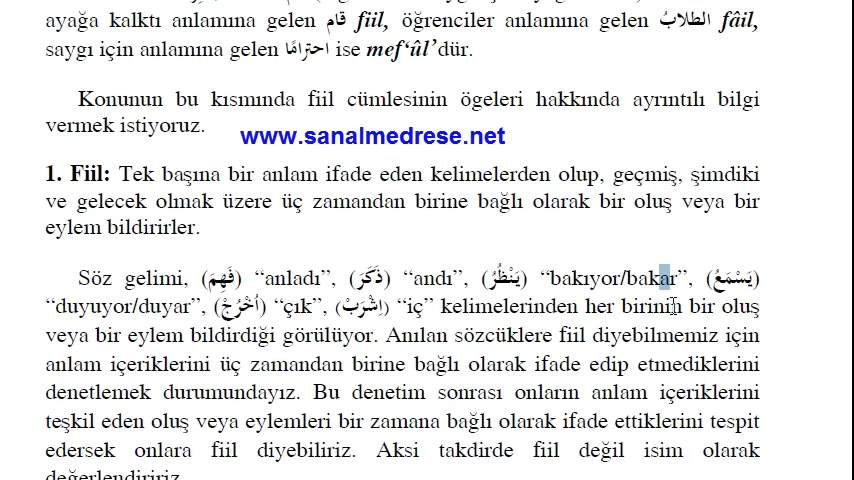 ayağa kalktı anlamına gelen قام fiil, öğrenciler anlamına gelen الطلابُ fâil,
saygı için anlamına gelen احترامًا ise mef‘ûl’dür.
Konunun bu kısmında fiil cümlesinin ögeleri hakkında ayrıntılı bilgi
vermek istiyoruz.
www.sanalmedrese.net
1. Fiil: Tek başına bir anlam ifade eden kelimelerden olup, geçmiş, şimdiki
ve gelecek olmak üzere üç zamandan birine bağlı olarak bir oluş veya bir
eylem bildirirler.
Söz gelimi, (فَهِمَ) “anladı”, (ذَكَرَ) “andı”, (يَنْظُرُ) “bakıyor/bakar”, (يَسْمَعُ)
“duyuyor/duyar”, (اُخْرُجْ) “çık”, (اِشْرَبْ) “iç” kelimelerinden her birinin bir oluş
veya bir eylem bildirdiği görülüyor. Anılan sözcüklere fiil diyebilmemiz için
anlam içeriklerini üç zamandan birine bağlı olarak ifade edip etmediklerini
denetlemek durumundayız. Bu denetim sonrası onların anlam içeriklerini
teşkil eden oluş veya eylemleri bir zamana bağlı olarak ifade ettiklerini tespit
edersek onlara fiil diyebiliriz. Aksi takdirde fiil değil isim olarak
değerlendiririz.